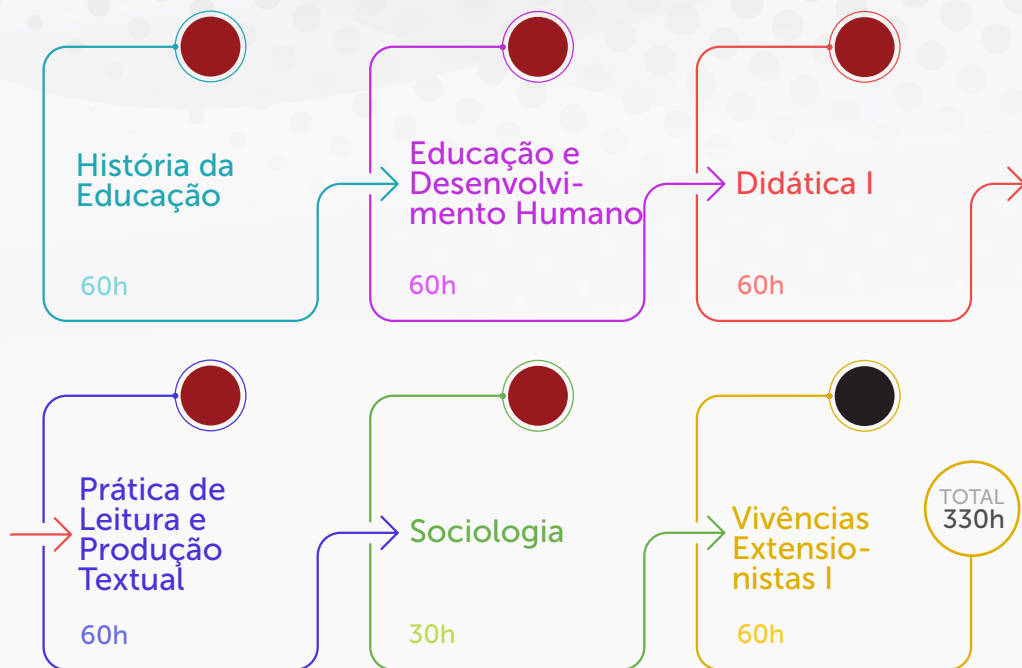 História da
Educação
60h
Educação e
Desenvolvi-
mento Humano
60h
Didática I
60h
Prática de
Leitura e
Produção
Textual
60h
Sociologia
30h
Vivências
Extensio-
nistas I
60h
TOTAL
330h